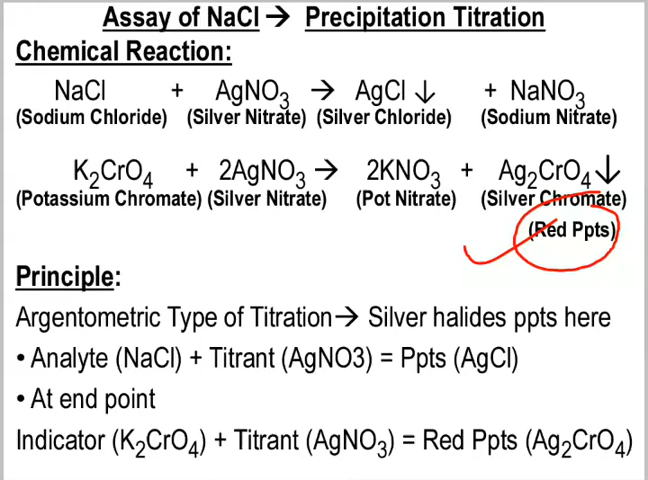 Assay of NaCl → Precipitation Titration
Chemical Reaction:
NaCl + AgNO₃ → AgCl ↓ + NaNO₃
(Sodium Chloride) (Silver Nitrate) (Silver Chloride) (Sodium Nitrate)
K₂CrO₄ + 2AgNO₃ → 2KNO₃ + Ag₂CrO₄ ↓
(Potassium Chromate) (Silver Nitrate) (Pot Nitrate) (Silver Chromate)
(Red Ppts)
Principle:
Argentometric Type of Titration → Silver halides ppts here
• Analyte (NaCl) + Titrant (AgNO3) = Ppts (AgCl)
• At end point
Indicator (K₂CrO₄) + Titrant (AgNO₃) = Red Ppts (Ag₂CrO₄)